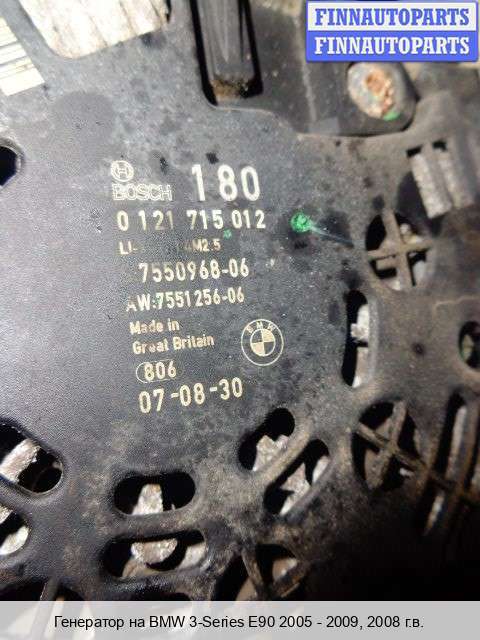 FINNAUTOPARTS
FINNAUTOPARTS
BOSCH 180
0 121 715 012
7550968-06
AW:7551256-06
Made in
Great Britain
BMW
806
07-08-30
Генератор на BMW 3-Series E90 2005 - 2009, 2008 г.в.